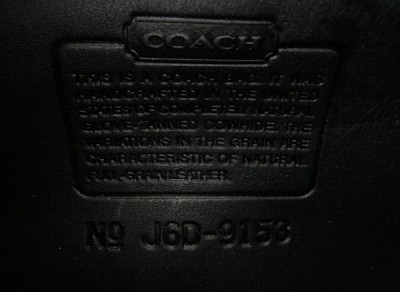 COACH
THIS IS A COACH BAG. IT WAS
HANDCRAFTED IN THE UNITED
STATES OF COMPLETELY NATURAL
GLOVE-TANNED COWHIDE. THE
VARIATIONS IN THE GRAIN ARE
CHARACTERISTIC OF NATURAL
FULL-GRAIN LEATHER.
No J6D-9153